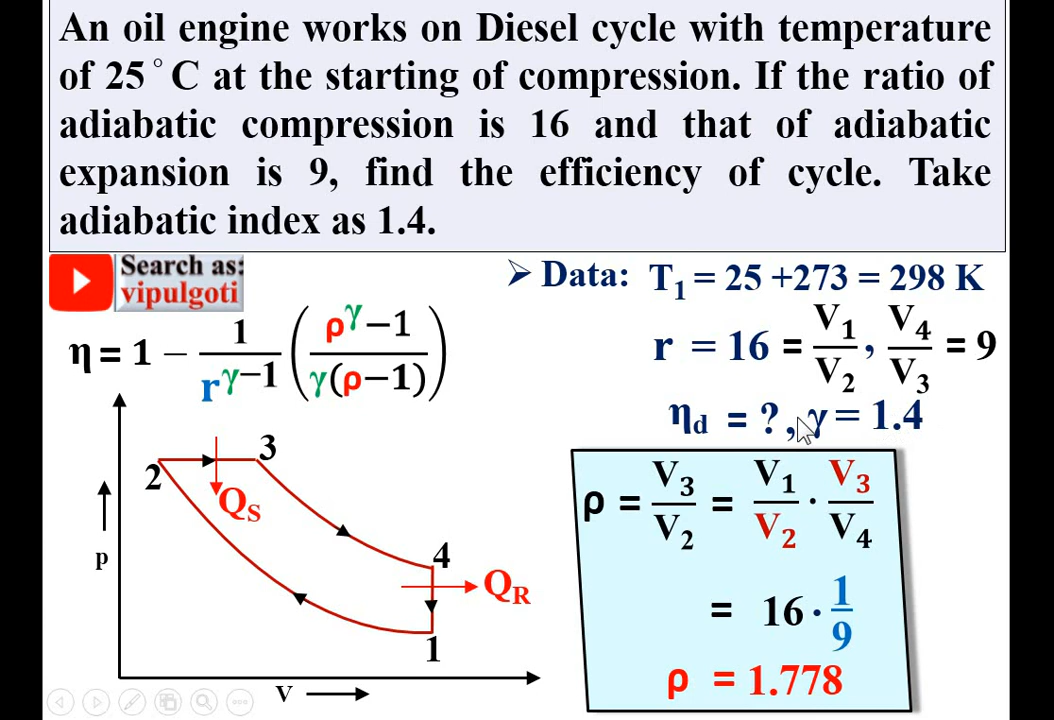 An oil engine works on Diesel cycle with temperature
of 25°C at the starting of compression. If the ratio of
adiabatic compression is 16 and that of adiabatic
expansion is 9, find the efficiency of cycle. Take
adiabatic index as 1.4.
Search as:
vipulgoti
➢ Data: T₁ = 25 +273 = 298 K
η = 1 − 1/r^(γ−1) ((ρ^γ −1)/(γ(ρ−1)))
r = 16 = V₁/V₂, V₄/V₃ = 9
η_d = ?, γ = 1.4
2
3
Q_S
4
Q_R
1
p
V
ρ = V₃/V₂ = V₁/V₂ · V₃/V₄
= 16 · 1/9
ρ = 1.778